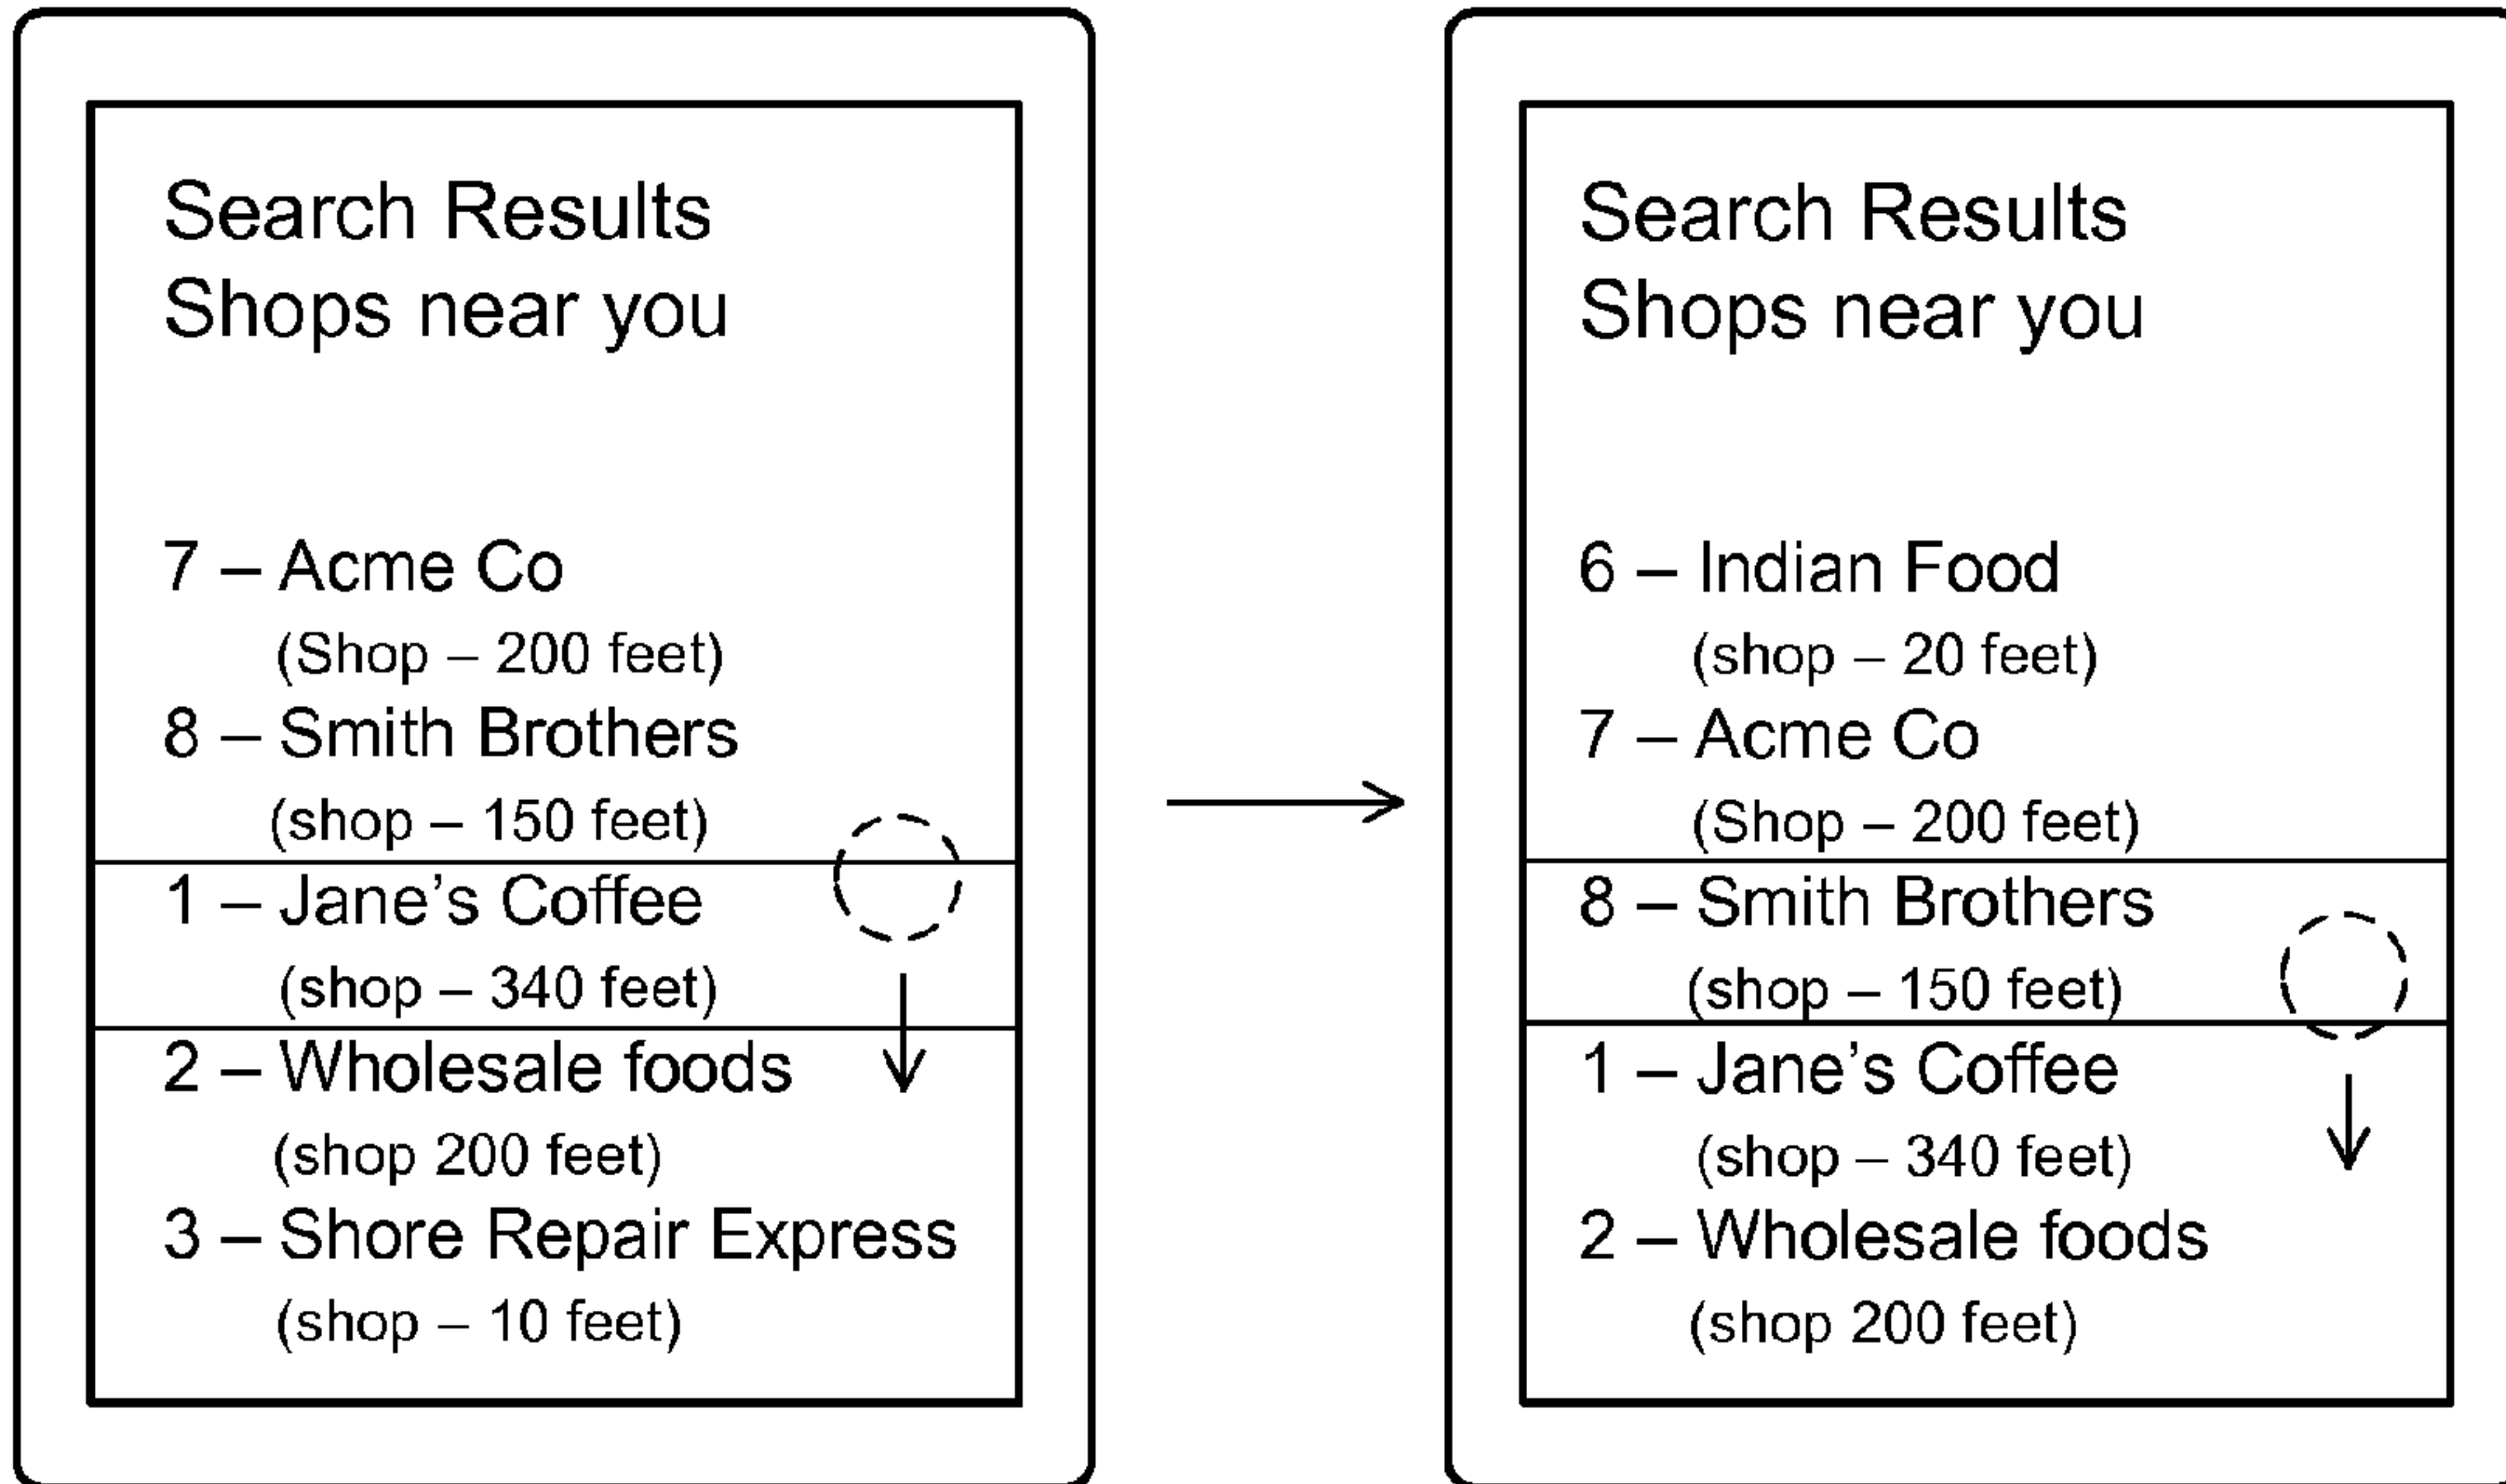 Search Results
Shops near you
7 – Acme Co
(Shop – 200 feet)
8 – Smith Brothers
(shop – 150 feet)
1 – Jane’s Coffee
(shop – 340 feet)
2 – Wholesale foods
(shop 200 feet)
3 – Shore Repair Express
(shop – 10 feet)
Search Results
Shops near you
6 – Indian Food
(shop – 20 feet)
7 – Acme Co
(Shop – 200 feet)
8 – Smith Brothers
(shop – 150 feet)
1 – Jane’s Coffee
(shop – 340 feet)
2 – Wholesale foods
(shop 200 feet)